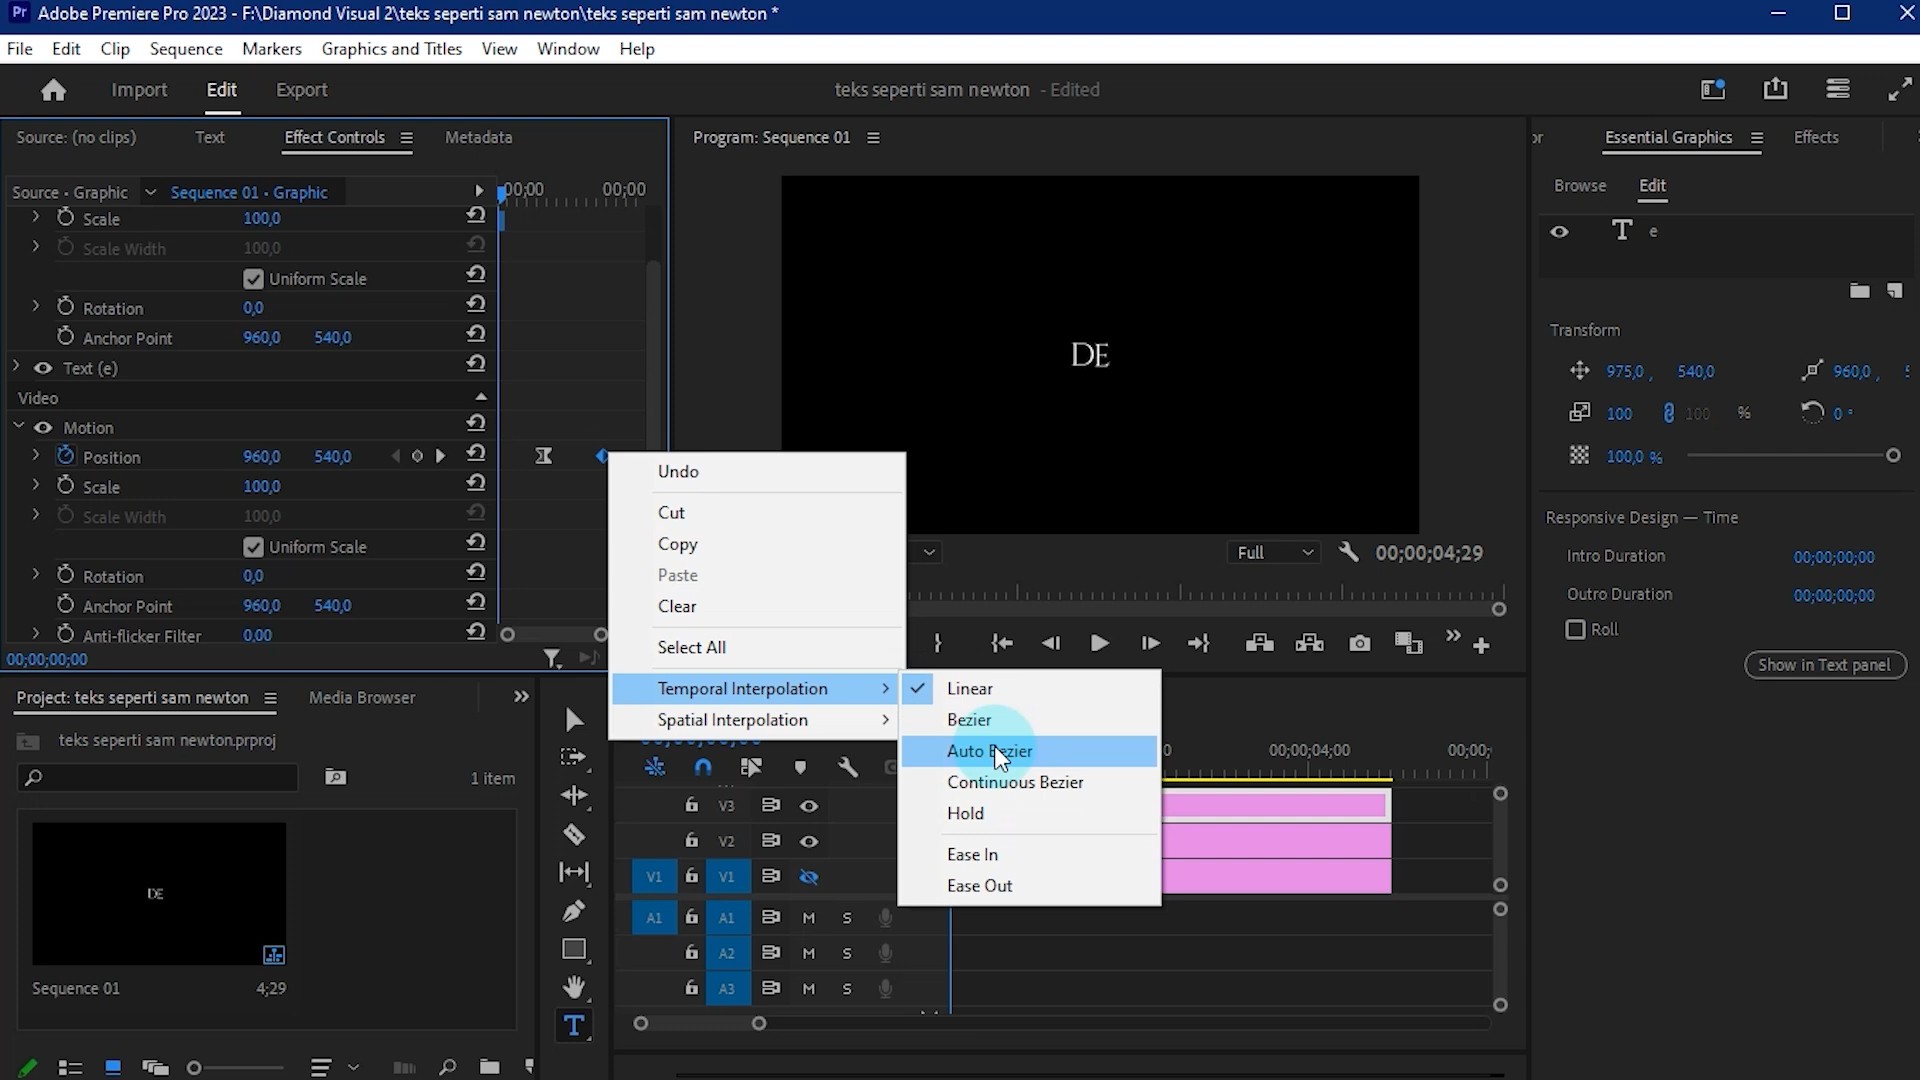 Pr Adobe Premiere Pro 2023 - F:\Diamond Visual 2\teks seperti sam newton\teks seperti sam newton *
File Edit Clip Sequence Markers Graphics and Titles View Window Help
Import Edit Export
teks seperti sam newton - Edited
Source: (no clips) Text Effect Controls Metadata
Program: Sequence 01
or Essential Graphics Effects
Source • Graphic Sequence 01 • Graphic
00;00 00;00
Scale 100,0
Scale Width 100,0
Uniform Scale
Rotation 0,0
Anchor Point 960,0 540,0
Text (e)
Video
Motion
Position 960,0 540,0
Scale 100,0
Scale Width 100,0
Uniform Scale
Rotation 0,0
Anchor Point 960,0 540,0
Anti-flicker Filter 0,00
00;00;00;00
DE
Full 00;00;04;29
Undo
Cut
Copy
Paste
Clear
Select All
Temporal Interpolation
Spatial Interpolation
Linear
Bezier
Auto Bezier
Continuous Bezier
Hold
Ease In
Ease Out
Browse Edit
T e
Transform
975,0 , 540,0 960,0 ,
100 100 % 0 °
100,0 %
Responsive Design — Time
Intro Duration 00;00;00;00
Outro Duration 00;00;00;00
Roll
Show in Text panel
Project: teks seperti sam newton Media Browser
teks seperti sam newton.prproj
1 item
DE
Sequence 01 4;29
T
0 00;00;04;00 00;00;
V3
V2
V1 V1
A1 A1 M S
A2 M S
A3 M S